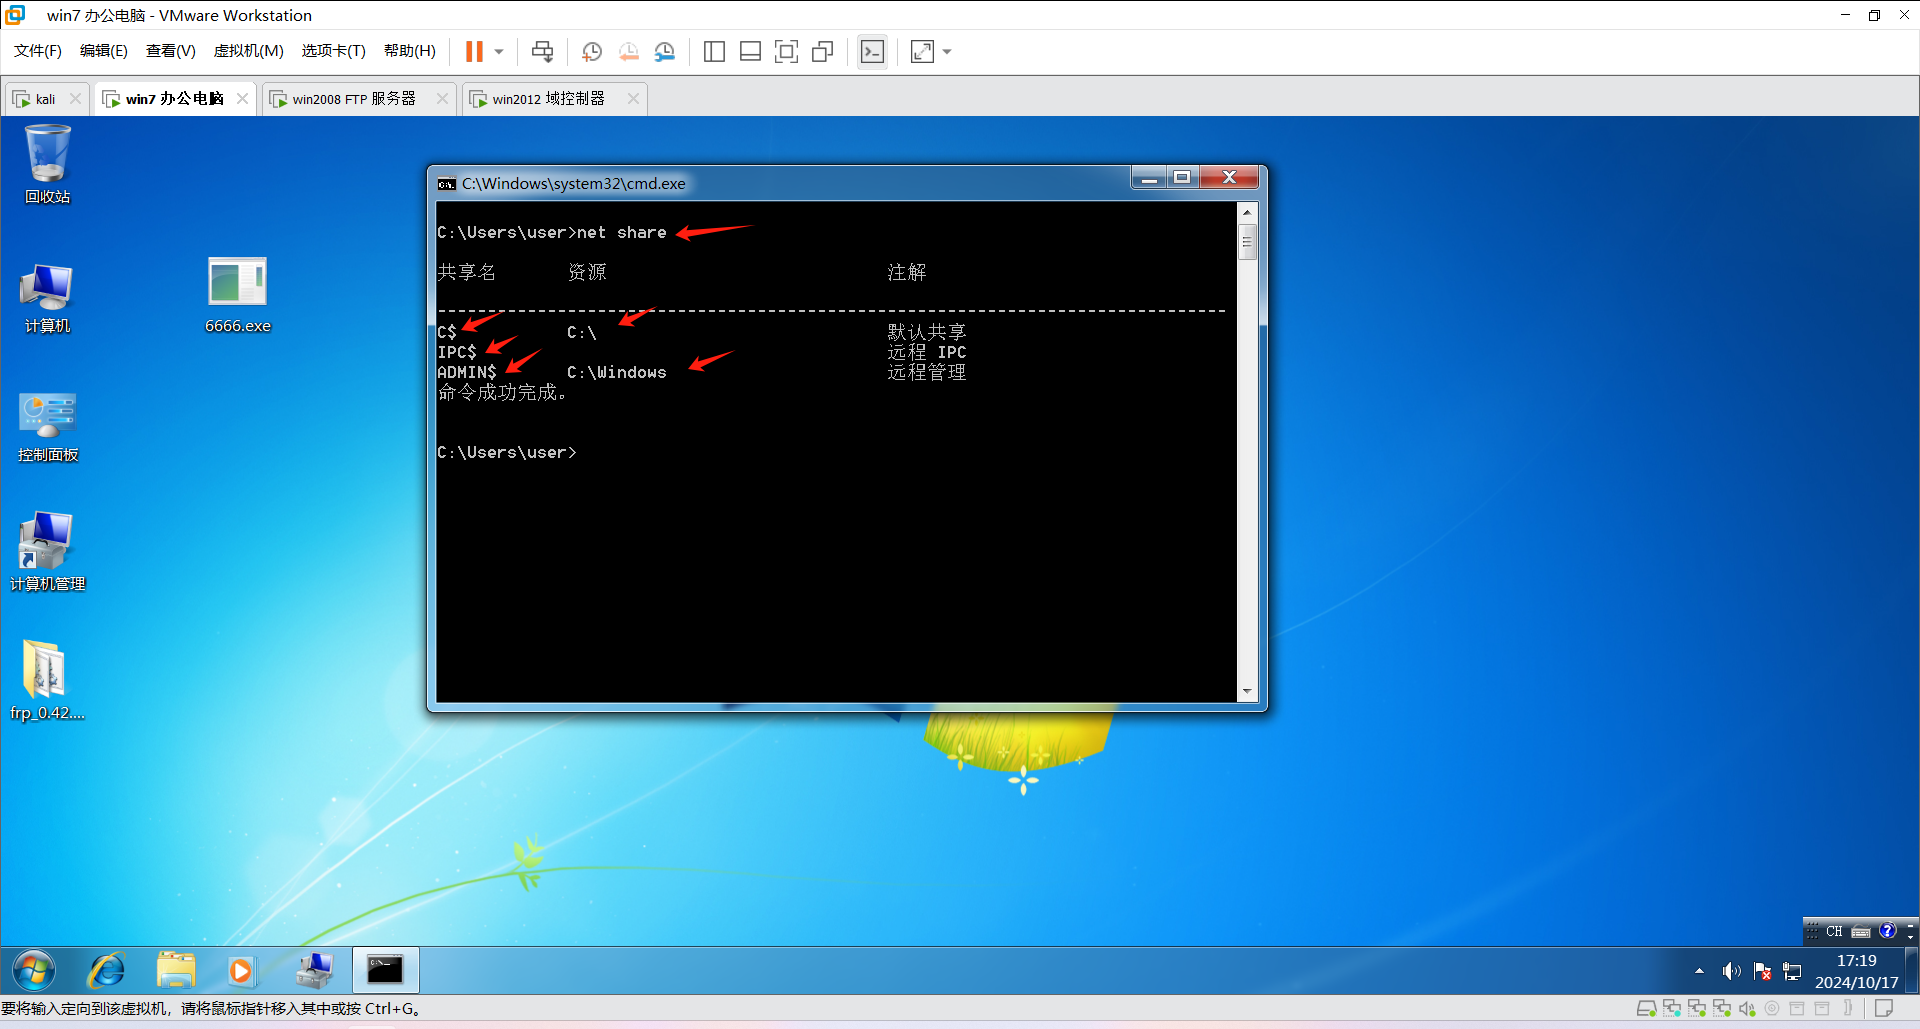 win7 办公电脑 - VMware Workstation
文件(F) 编辑(E) 查看(V) 虚拟机(M) 选项卡(T) 帮助(H)
kali win7 办公电脑 win2008 FTP 服务器 win2012 域控制器
回收站
计算机
6666.exe
控制面板
计算机管理
frp_0.42....
C:\Windows\system32\cmd.exe
C:\Users\user>net share
共享名 资源 注解
-------------------------------------------------------------------------------
C$ C:\ 默认共享
IPC$ 远程 IPC
ADMIN$ C:\Windows 远程管理
命令成功完成。
C:\Users\user>
CH
17:19
2024/10/17
要将输入定向到该虚拟机，请将鼠标指针移入其中或按 Ctrl+G。